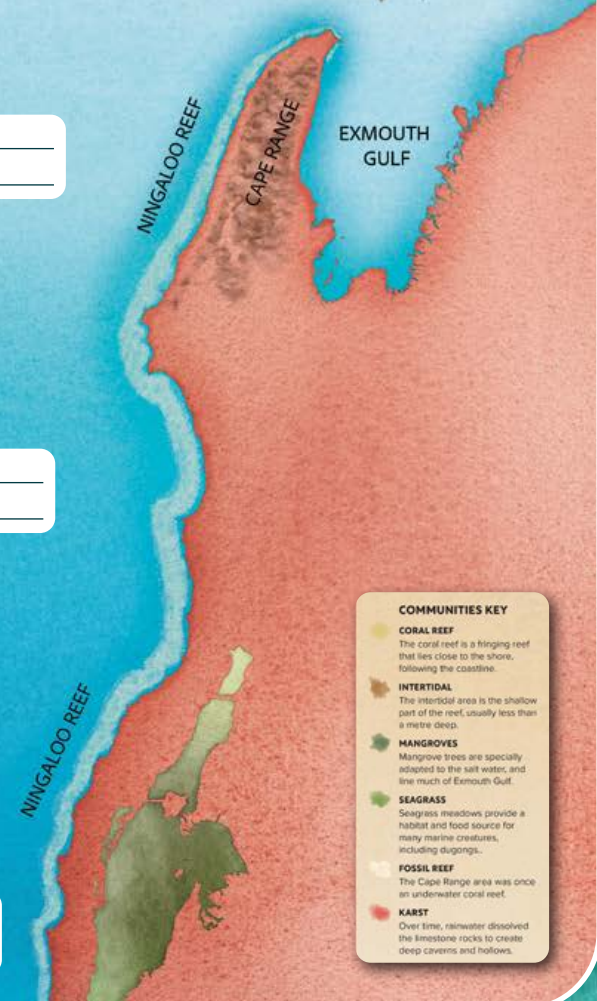 NINGALOO REEF
CAPE RANGE
EXMOUTH
GULF
NINGALOO REEF
COMMUNITIES KEY
CORAL REEF
The coral reef is a fringing reef
that lies close to the shore,
following the coastline.
INTERTIDAL
The intertidal area is the shallow
part of the reef, usually less than
a metre deep.
MANGROVES
Mangrove trees are specially
adapted to the salt water, and
line much of Exmouth Gulf.
SEAGRASS
Seagrass meadows provide a
habitat and food source for
many marine creatures,
including dugongs..
FOSSIL REEF
The Cape Range area was once
an underwater coral reef.
KARST
Over time, rainwater dissolved
the limestone rocks to create
deep caverns and hollows.